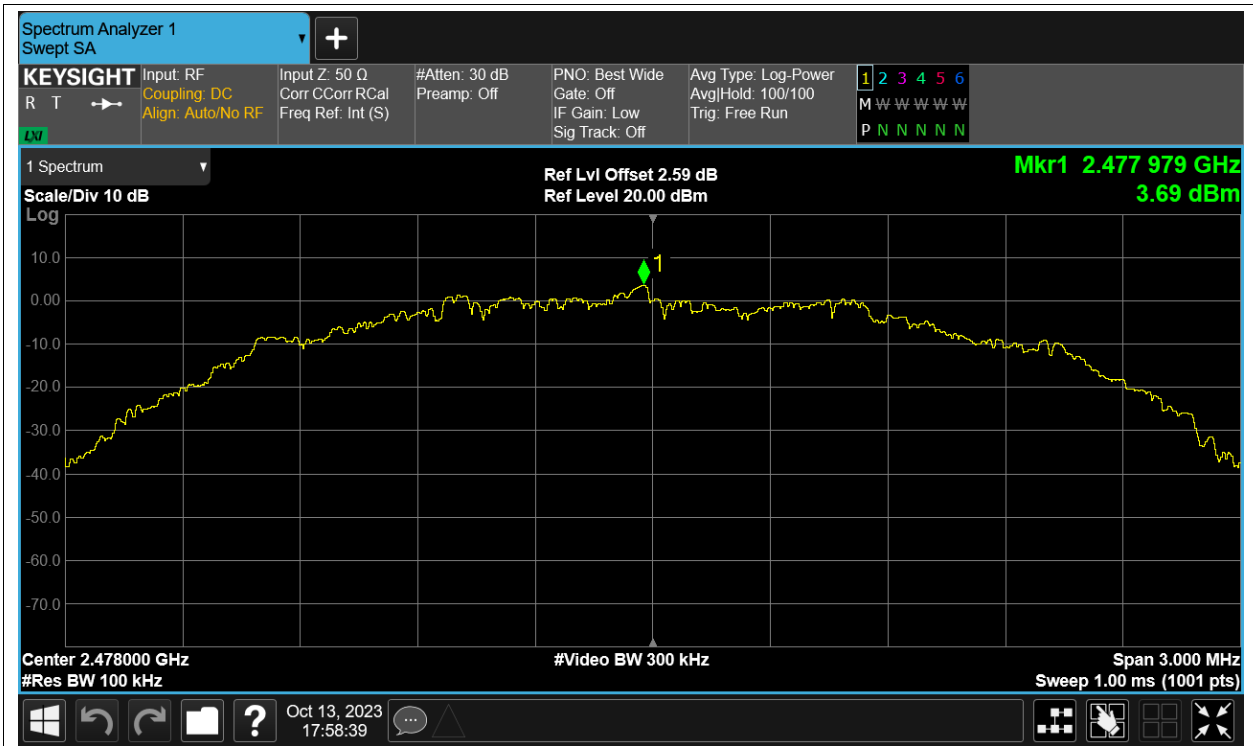 Spectrum Analyzer 1
Swept SA
+
KEYSIGHT
R T
LXI
Input: RF
Coupling: DC
Align: Auto/No RF
Input Z: 50 Ω
Corr CCorr RCal
Freq Ref: Int (S)
#Atten: 30 dB
Preamp: Off
PNO: Best Wide
Gate: Off
IF Gain: Low
Sig Track: Off
Avg Type: Log-Power
Avg|Hold: 100/100
Trig: Free Run
1 2 3 4 5 6
M W W W W W W
P N N N N N N
1 Spectrum
Scale/Div 10 dB
Ref Lvl Offset 2.59 dB
Ref Level 20.00 dBm
Mkr1 2.477 979 GHz
3.69 dBm
Log
1
10.0
0.00
-10.0
-20.0
-30.0
-40.0
-50.0
-60.0
-70.0
Center 2.478000 GHz
#Video BW 300 kHz
Span 3.000 MHz
#Res BW 100 kHz
Sweep 1.00 ms (1001 pts)
?
Oct 13, 2023
17:58:39